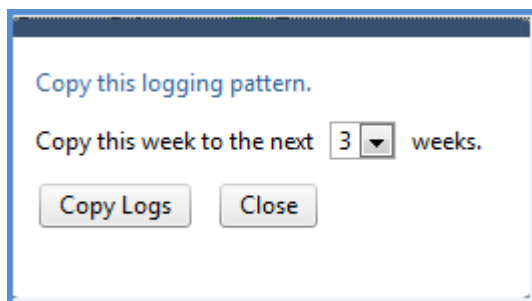 Copy this logging pattern.
Copy this week to the next 3 weeks.
Copy Logs Close